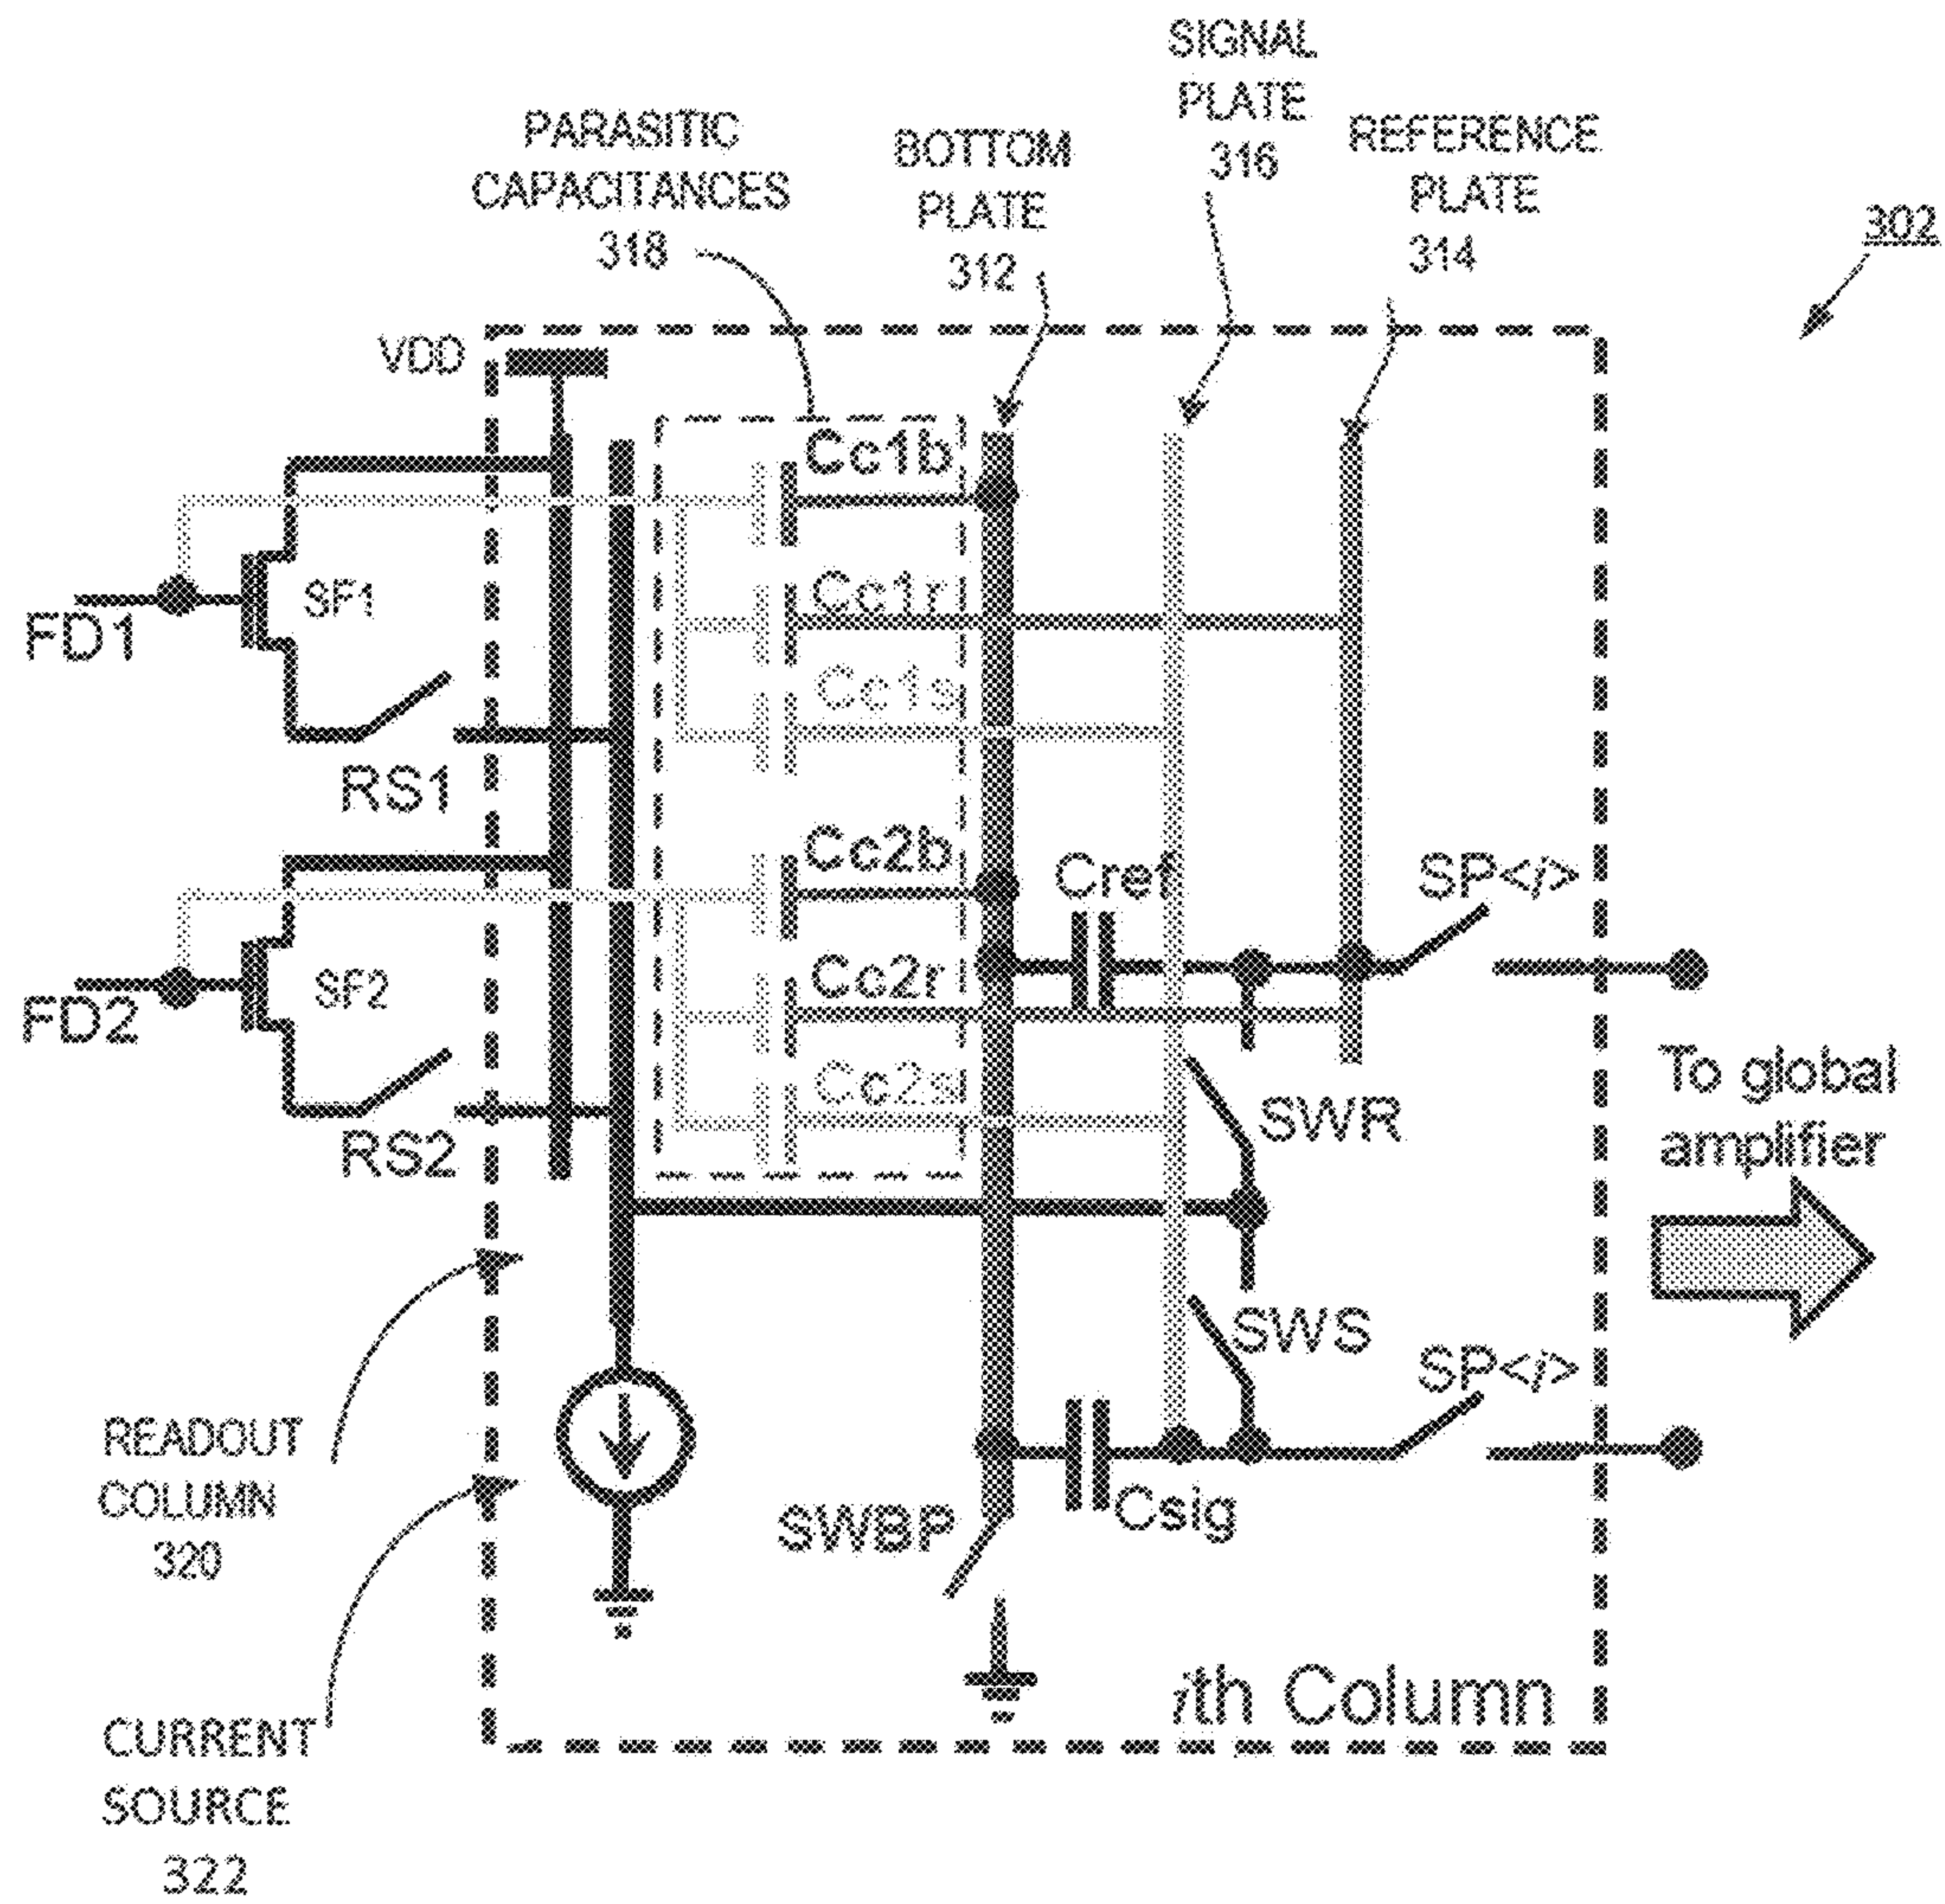 SIGNAL
PLATE
316
PARASITIC
CAPACITANCES
318
BOTTOM
PLATE
312
REFERENCE
PLATE
314
302
VDD
Cc1b
SF1
FD1
Cc1r
Cc1s
RS1
Cc2b
Cref
SP<i>
SF2
FD2
Cc2r
Cc2s
RS2
SWR
To global
amplifier
SWS
SP<i>
READOUT
COLUMN
320
SWBP
Csig
CURRENT
SOURCE
322
ith Column